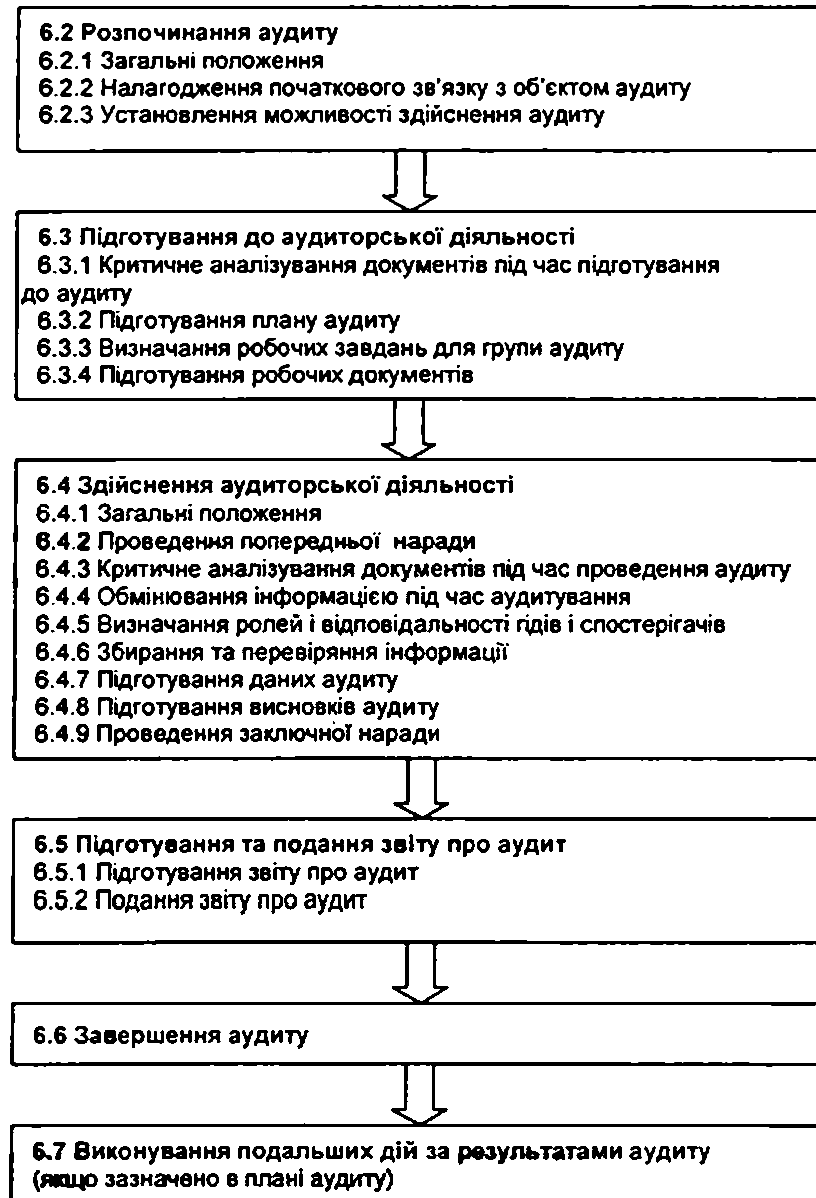 6.2 Розпочинання аудиту
6.2.1 Загальні положення
6.2.2 Налагодження початкового зв'язку з об'єктом аудиту
6.2.3 Установлення можливості здійснення аудиту
6.3 Підготування до аудиторської діяльності
6.3.1 Критичне аналізування документів під час підготування
до аудиту
6.3.2 Підготування плану аудиту
6.3.3 Визначання робочих завдань для групи аудиту
6.3.4 Підготування робочих документів
6.4 Здійснення аудиторської діяльності
6.4.1 Загальні положення
6.4.2 Проведення попередньої наради
6.4.3 Критичне аналізування документів під час проведення аудиту
6.4.4 Обмінювання інформацією під час аудитування
6.4.5 Визначання ролей і відповідальності гідів і спостерігачів
6.4.6 Збирання та перевіряння інформації
6.4.7 Підготування даних аудиту
6.4.8 Підготування висновків аудиту
6.4.9 Проведення заключної наради
6.5 Підготування та подання звіту про аудит
6.5.1 Підготування звіту про аудит
6.5.2 Подання звіту про аудит
6.6 Завершення аудиту
6.7 Виконування подальших дій за результатами аудиту
(якщо зазначено в плані аудиту)